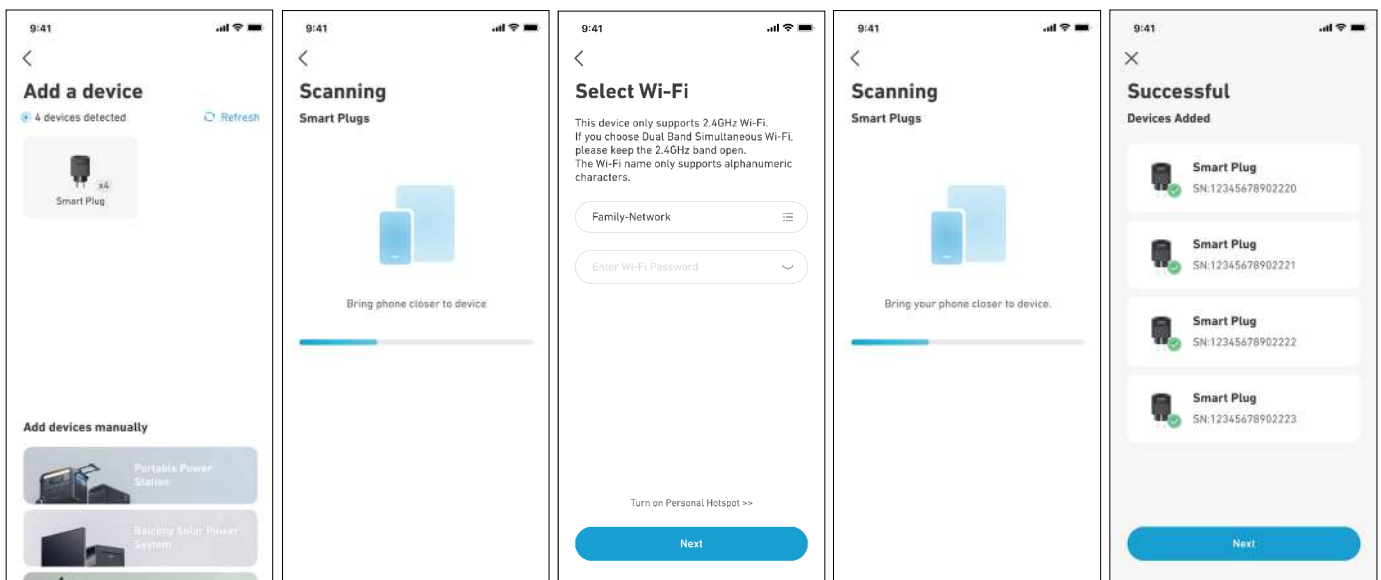 9:41
Add a device
4 devices detected
Refresh
x4
Smart Plug
Add devices manually
Portable Power
Station
Balcony Solar Power
System
9:41
Scanning
Smart Plugs
Bring phone closer to device
9:41
Select Wi-Fi
This device only supports 2.4GHz Wi-Fi.
If you choose Dual Band Simultaneous Wi-Fi,
please keep the 2.4GHz band open.
The Wi-Fi name only supports alphanumeric
characters.
Family-Network
Enter Wi-Fi Password
Turn on Personal Hotspot >>
Next
9:41
Scanning
Smart Plugs
Bring your phone closer to device.
9:41
Successful
Devices Added
Smart Plug
SN:12345678902220
Smart Plug
SN:12345678902221
Smart Plug
SN:12345678902222
Smart Plug
SN:12345678902223
Next